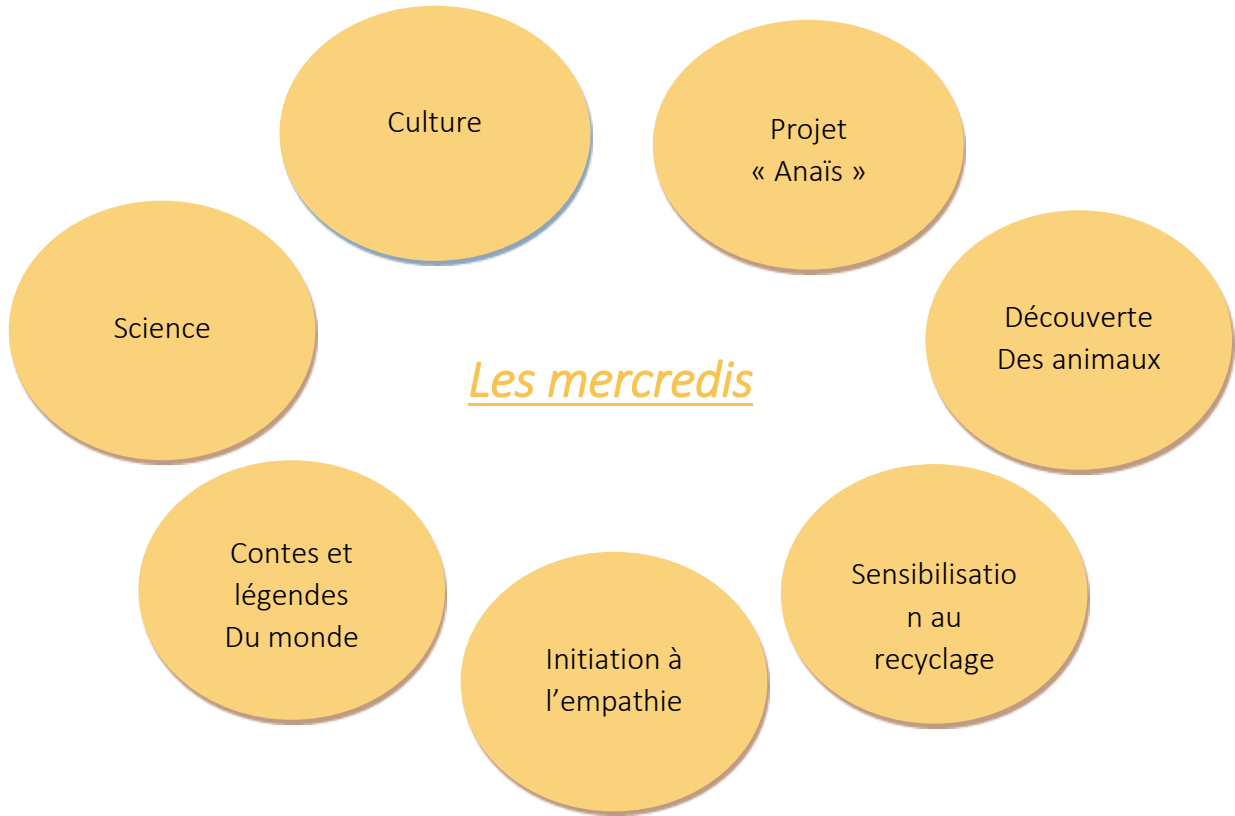 Culture
Projet
« Anaïs »
Science
Découverte
Des animaux
Les mercredis
Contes et
légendes
Du monde
Sensibilisatio
n au
recyclage
Initiation à
l’empathie